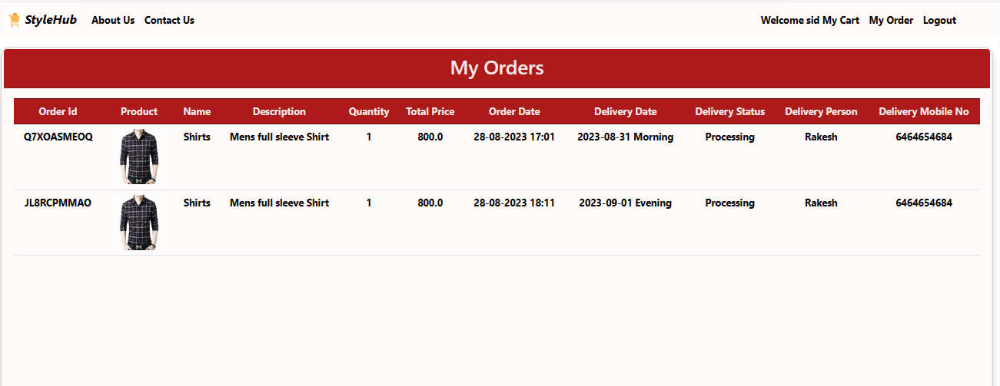 StyleHub About Us Contact Us Welcome sid My Cart My Order Logout
My Orders
Order Id Product Name Description Quantity Total Price Order Date Delivery Date Delivery Status Delivery Person Delivery Mobile No
Q7XOASMEOQ Shirts Mens full sleeve Shirt 1 800.0 28-08-2023 17:01 2023-08-31 Morning Processing Rakesh 6464654684
JL8RCPMMAO Shirts Mens full sleeve Shirt 1 800.0 28-08-2023 18:11 2023-09-01 Evening Processing Rakesh 6464654684